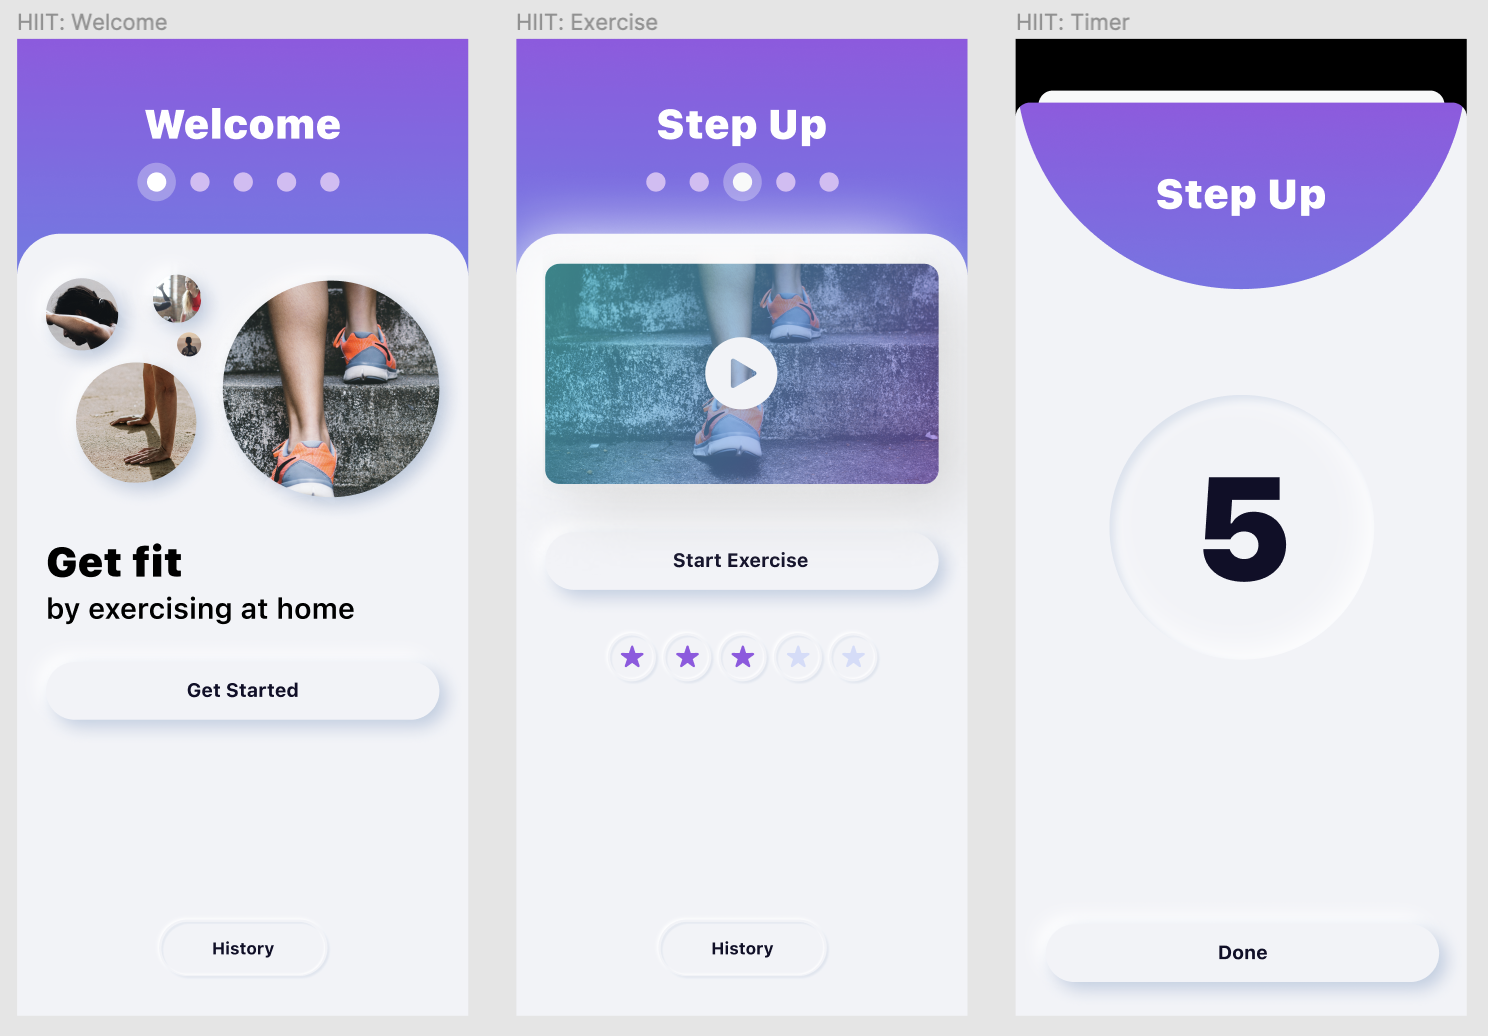 HIIT: Welcome
Welcome
Get fit
by exercising at home
Get Started
History
HIIT: Exercise
Step Up
Start Exercise
History
HIIT: Timer
Step Up
5
Done